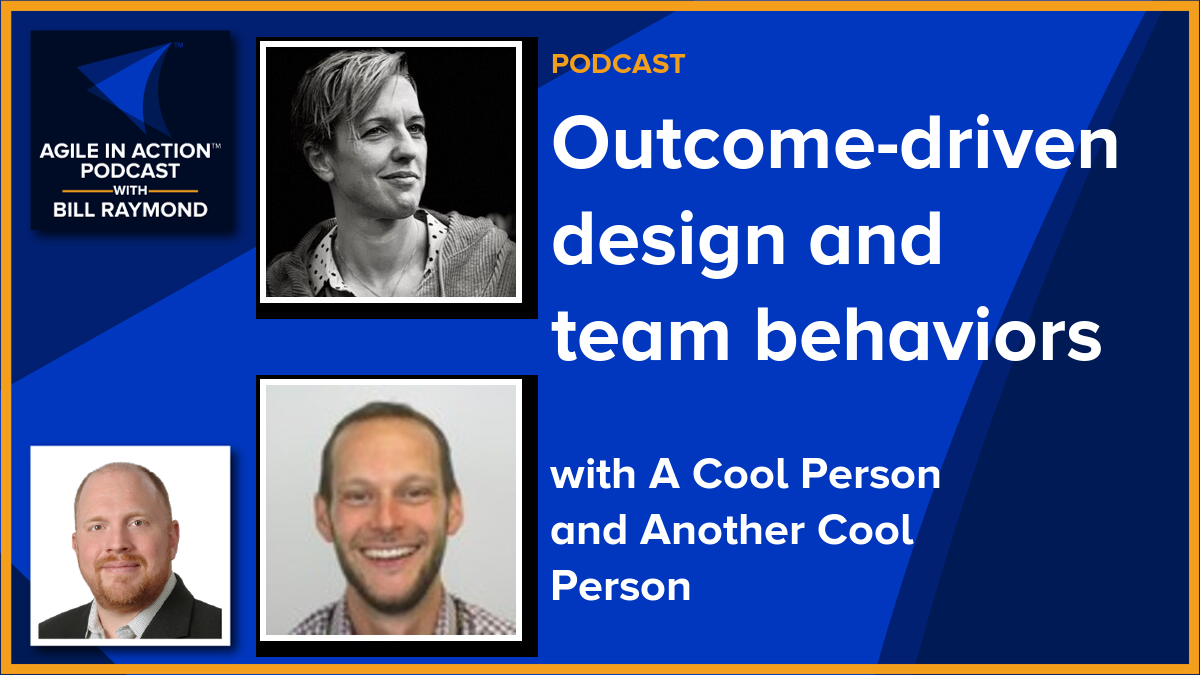 AGILE IN ACTION™
PODCAST
WITH
BILL RAYMOND
PODCAST
Outcome-driven
design and
team behaviors
with A Cool Person
and Another Cool
Person